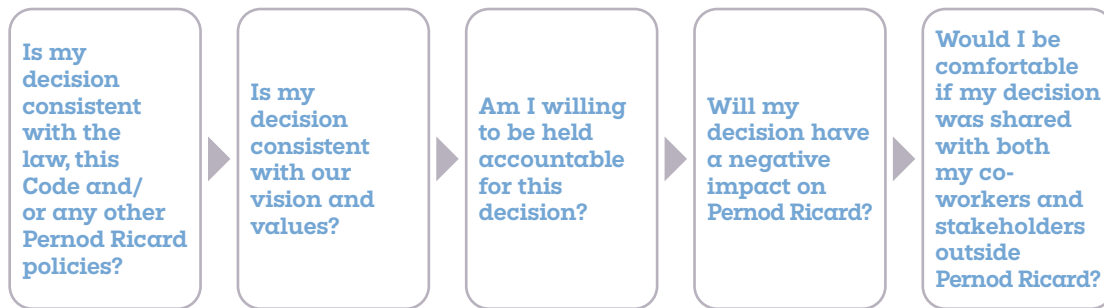 Is my
decision
consistent
with the
law, this
Code and/
or any other
Pernod Ricard
policies?
Is my
decision
consistent
with our
vision and
values?
Am I willing
to be held
accountable
for this
decision?
Will my
decision have
a negative
impact on
Pernod Ricard?
Would I be
comfortable
if my decision
was shared
with both
my co-
workers and
stakeholders
outside
Pernod Ricard?